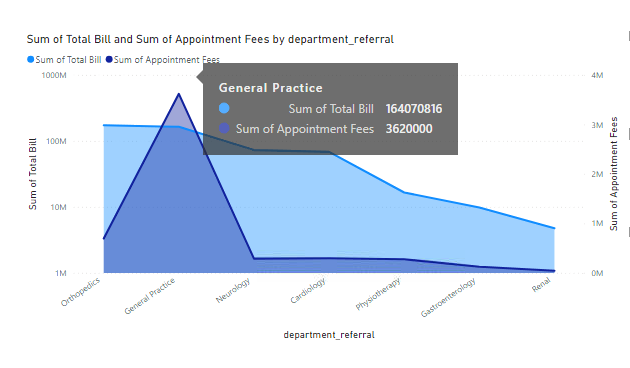 Sum of Total Bill and Sum of Appointment Fees by department_referral
Sum of Total Bill Sum of Appointment Fees
1000M
100M
10M
1M
Sum of Total Bill
General Practice
Sum of Total Bill 164070816
Sum of Appointment Fees 3620000
4M
3M
2M
1M
0M
Sum of Appointment Fees
Orthopedics
General Practice
Neurology
Cardiology
Physiotherapy
Gastroenterology
Renal
department_referral